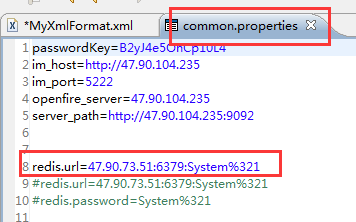 *MyXmlFormat.xml
common.properties
1 passwordKey=B2yJ4e5OhCp10L4
2 im_host=http://47.90.104.235
3 im_port=5222
4 openfire_server=47.90.104.235
5 server_path=http://47.90.104.235:9092
6
7
8 redis.url=47.90.73.51:6379:System%321
9 #redis.url=47.90.73.51:6379:System%321
10 #redis.password=System%321